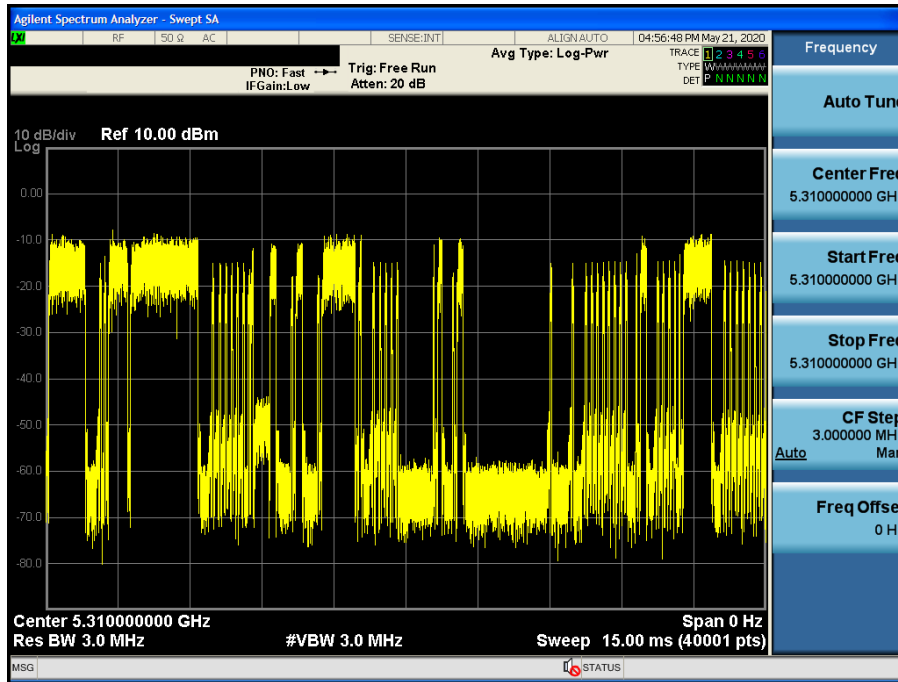 Agilent Spectrum Analyzer - Swept SA
LXI RF 50 Ω AC SENSE:INT ALIGN AUTO 04:56:48 PM May 21, 2020
Avg Type: Log-Pwr
TRACE 1 2 3 4 5 6
PNO: Fast Trig: Free Run
TYPE WWWWWWW
IFGain:Low Atten: 20 dB
DET P N N N N N
Frequency
Auto Tune
Center Freq
5.310000000 GH
Start Freq
5.310000000 GH
Stop Freq
5.310000000 GH
CF Step
3.000000 MH
Auto Mar
Freq Offse
0 H
10 dB/div Ref 10.00 dBm
Log
0.00
-10.0
-20.0
-30.0
-40.0
-50.0
-60.0
-70.0
-80.0
Center 5.310000000 GHz Span 0 Hz
Res BW 3.0 MHz #VBW 3.0 MHz Sweep 15.00 ms (40001 pts)
MSG STATUS